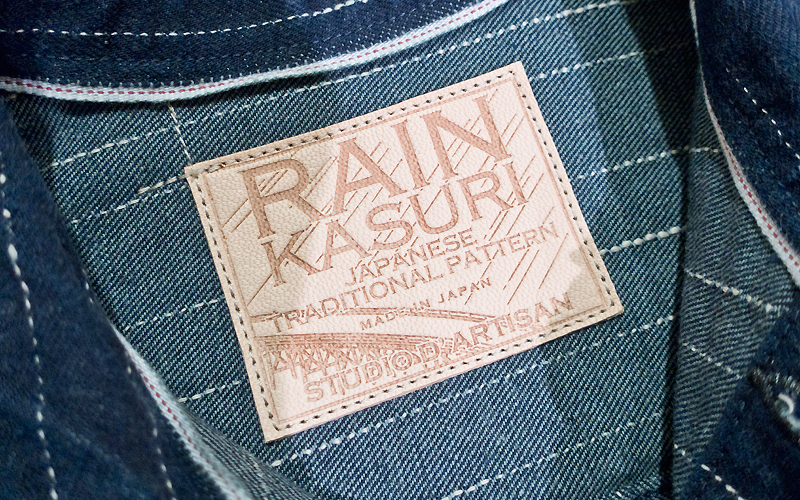 RAIN
KASURI
JAPANESE
TRADITIONAL PATTERN
MADE IN JAPAN
STUDIO D'ARTISAN